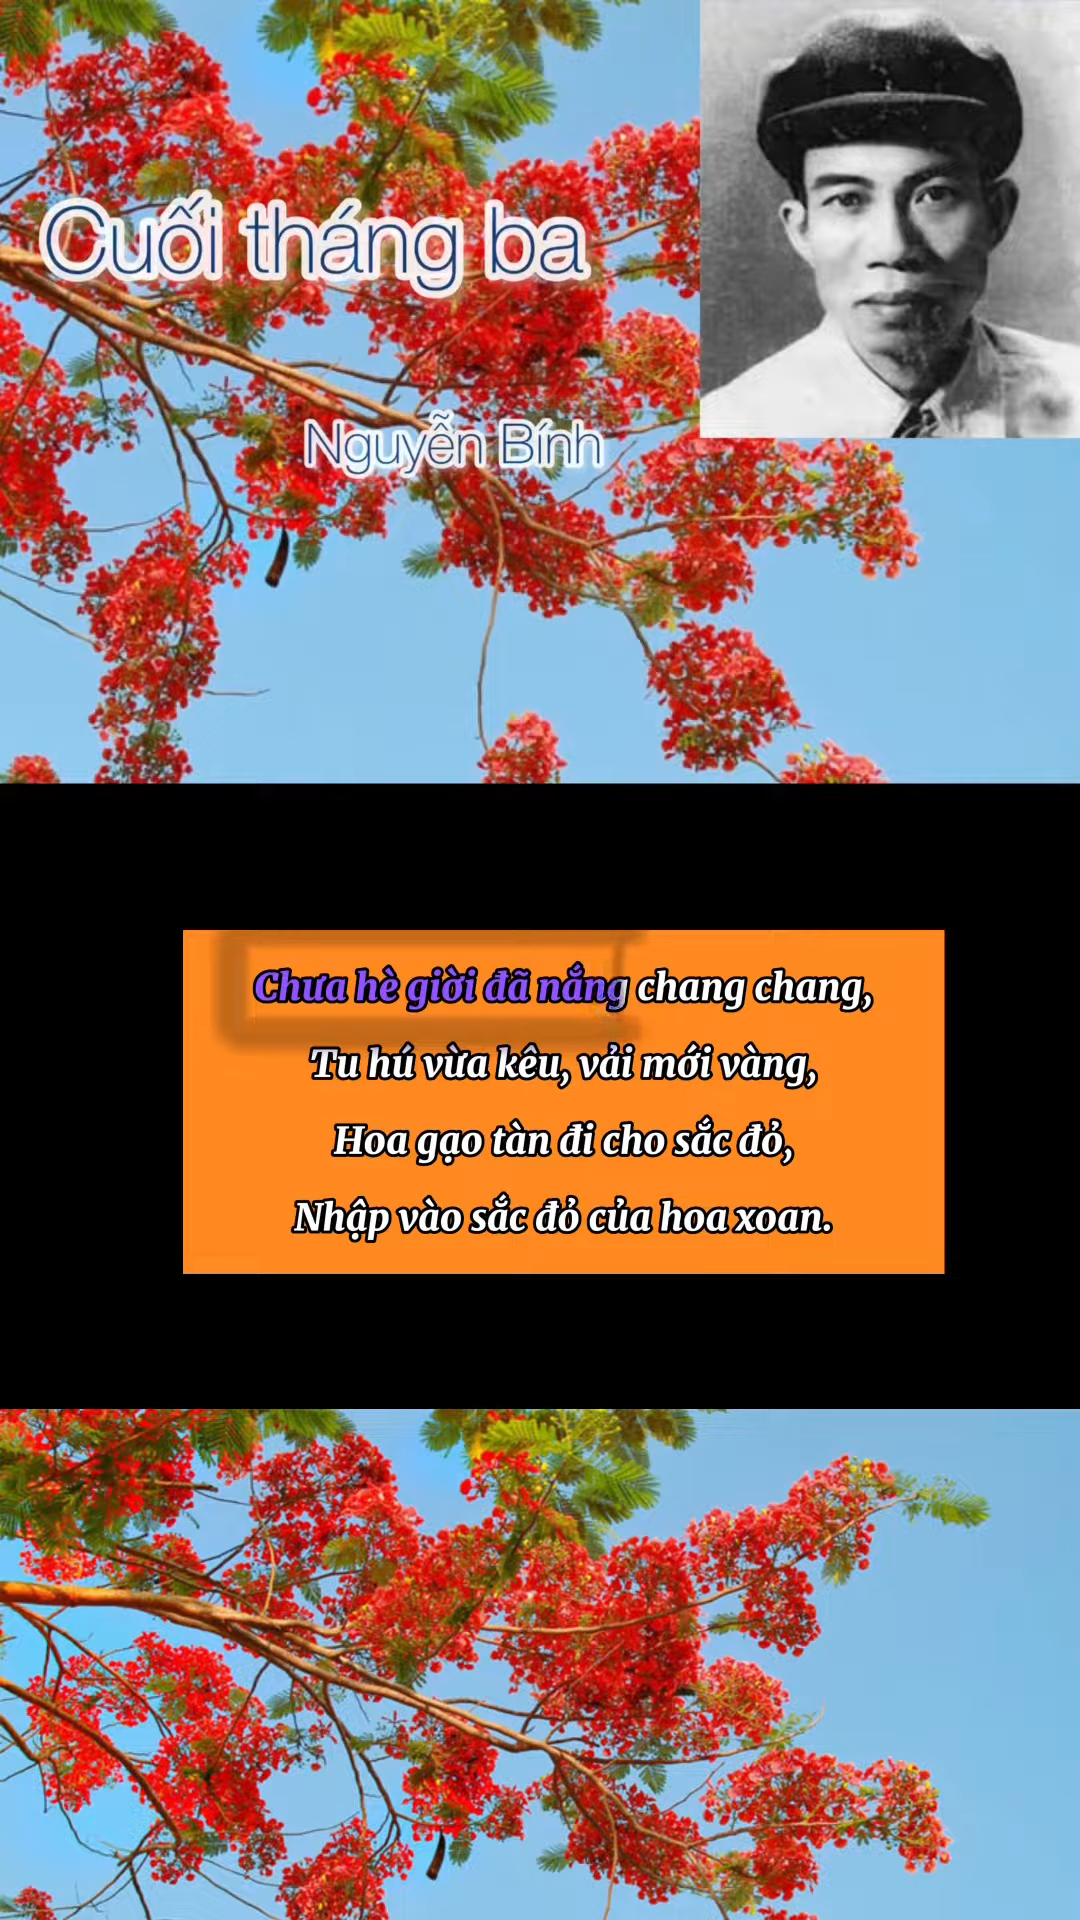 Cuối tháng ba
Nguyễn Bính
Chưa hè giời đã nắng chang chang,
Tu hú vừa kêu, vải mới vàng,
Hoa gạo tàn đi cho sắc đỏ,
Nhập vào sắc đỏ của hoa xoan.